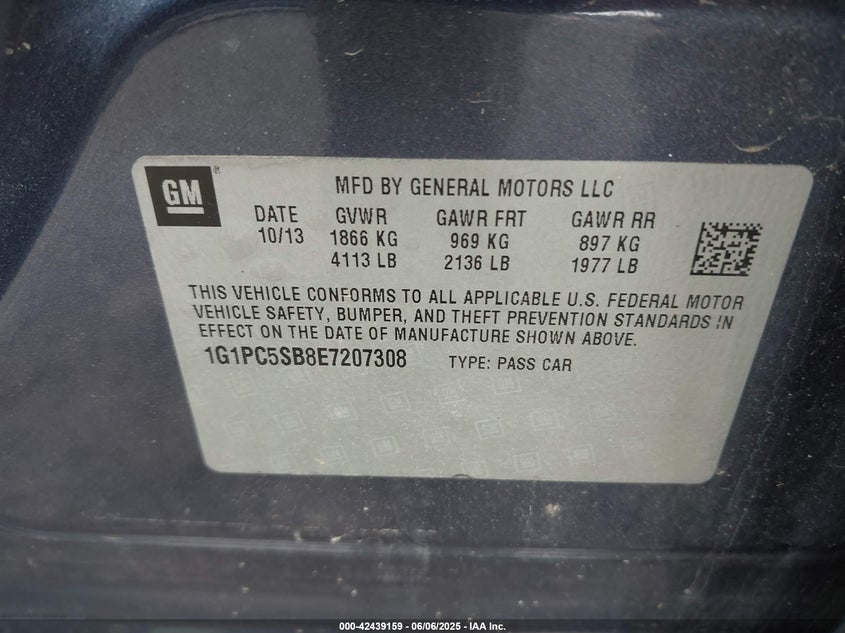 GM
MFD BY GENERAL MOTORS LLC
DATE GVWR GAWR FRT GAWR RR
10/13 1866 KG 969 KG 897 KG
4113 LB 2136 LB 1977 LB
THIS VEHICLE CONFORMS TO ALL APPLICABLE U.S. FEDERAL MOTOR
VEHICLE SAFETY, BUMPER, AND THEFT PREVENTION STANDARDS IN
EFFECT ON THE DATE OF MANUFACTURE SHOWN ABOVE.
1G1PC5SB8E7207308 TYPE: PASS CAR
000-42439159 - 06/06/2025 - IAA Inc.